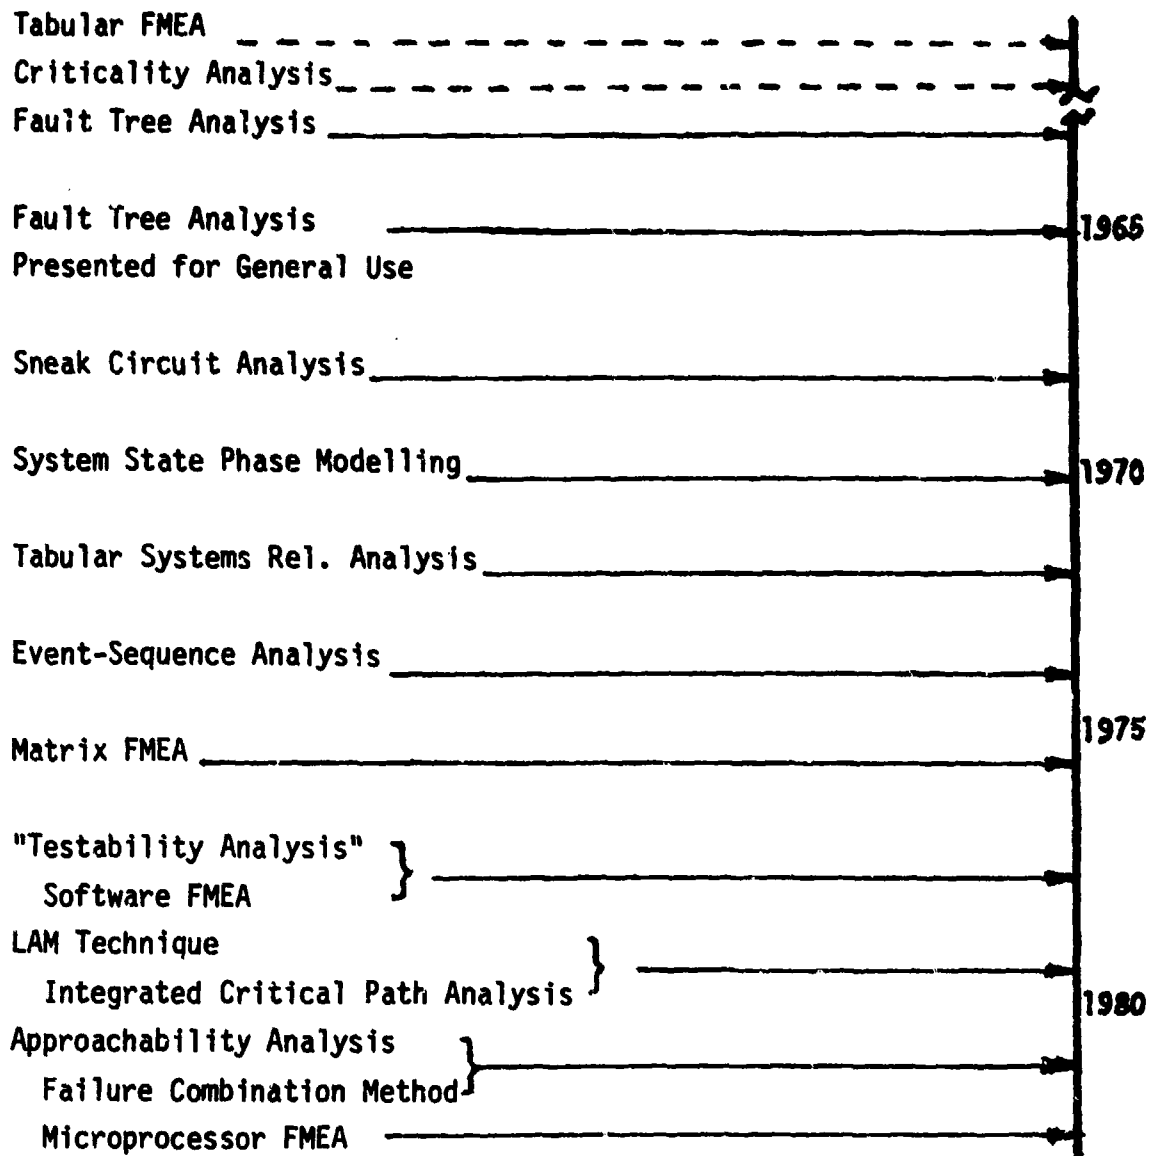 Tabular FMEA
Criticality Analysis
Fault Tree Analysis
Fault Tree Analysis
1965
Presented for General Use
Sneak Circuit Analysis
System State Phase Modelling
1970
Tabular Systems Rel. Analysis
Event-Sequence Analysis
1975
Matrix FMEA
"Testability Analysis"
Software FMEA
LAM Technique
Integrated Critical Path Analysis
1980
Approachability Analysis
Failure Combination Method
Microprocessor FMEA